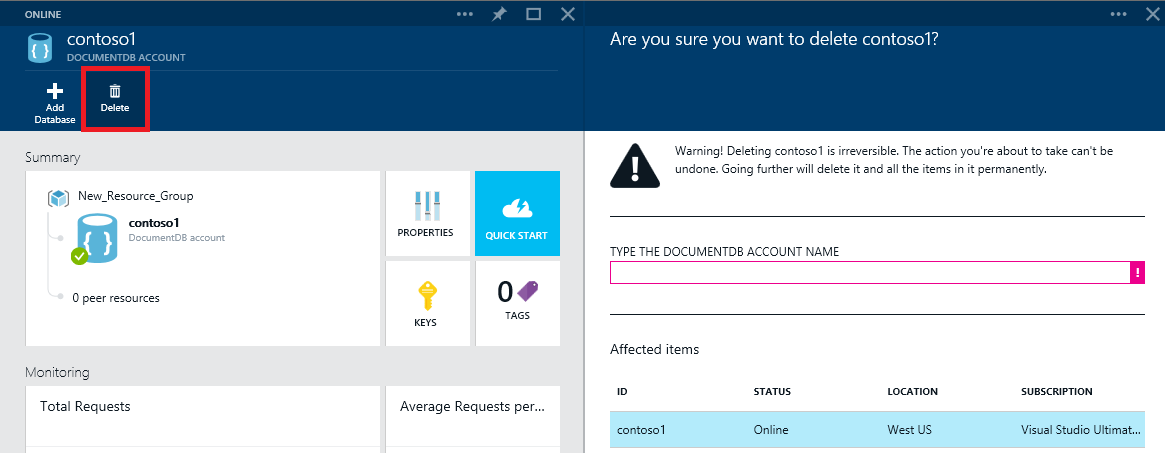 ONLINE
contoso1
DOCUMENTDB ACCOUNT
Add
Database
Delete
Summary
New_Resource_Group
contoso1
DocumentDB account
0 peer resources
PROPERTIES
QUICK START
KEYS
0
TAGS
Monitoring
Total Requests
Average Requests per...
Are you sure you want to delete contoso1?
Warning! Deleting contoso1 is irreversible. The action you're about to take can't be
undone. Going further will delete it and all the items in it permanently.
TYPE THE DOCUMENTDB ACCOUNT NAME
Affected items
ID STATUS LOCATION SUBSCRIPTION
contoso1 Online West US Visual Studio Ultimat...